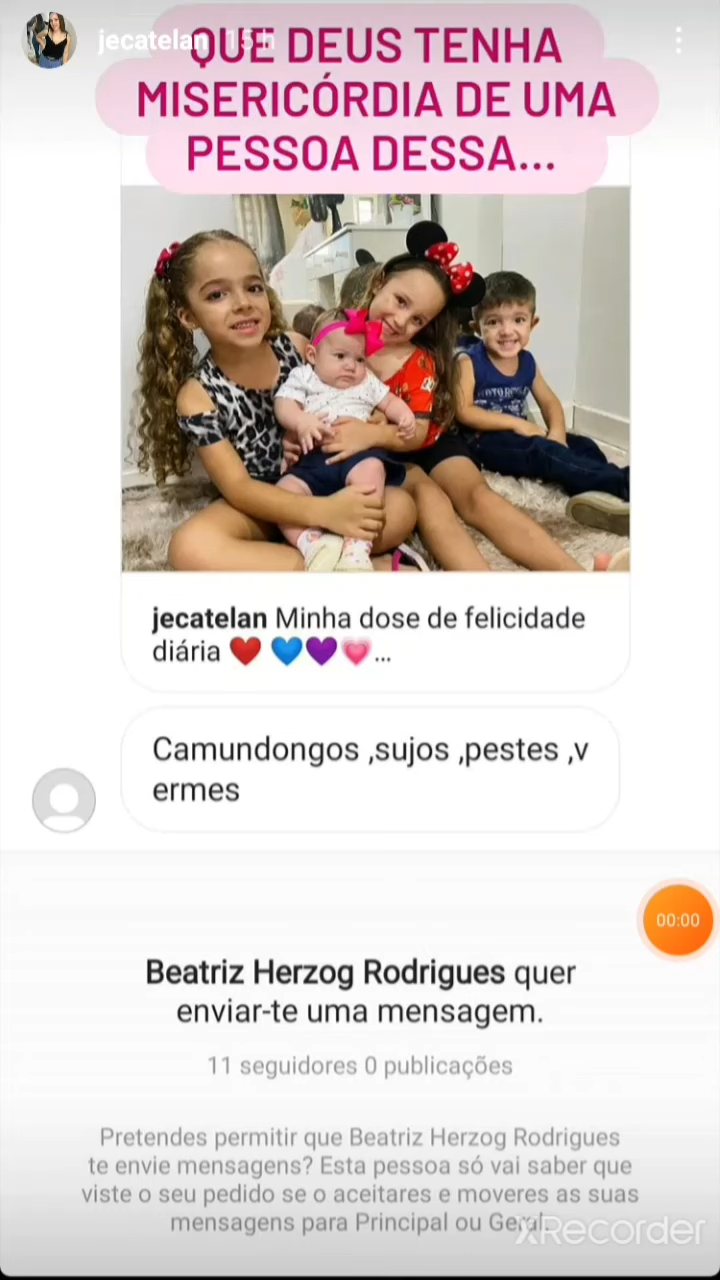 jecatelan 15 h
QUE DEUS TENHA
MISERICÓRDIA DE UMA
PESSOA DESSA...
jecatelan Minha dose de felicidade
diária ❤️ 💙💜💗...
Camundongos ,sujos ,pestes ,v
ermes
00:00
Beatriz Herzog Rodrigues quer
enviar-te uma mensagem.
11 seguidores 0 publicações
Pretendes permitir que Beatriz Herzog Rodrigues
te envie mensagens? Esta pessoa só vai saber que
viste o seu pedido se o aceitares e moveres as suas
mensagens para Principal ou Geral.
XRecorder